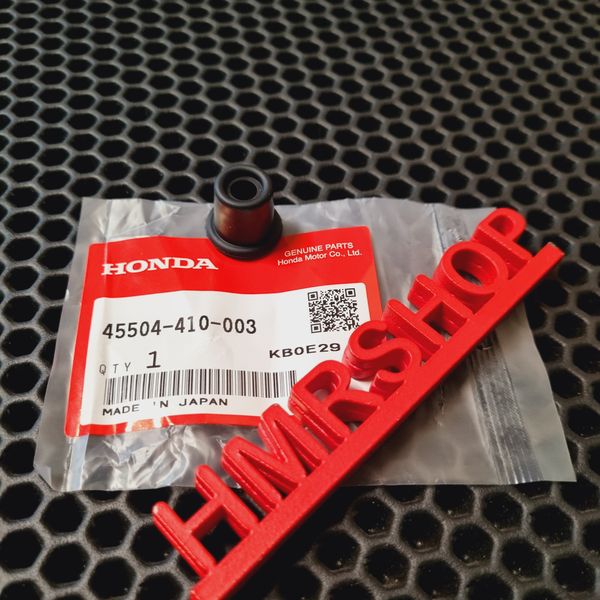 HONDA
GENUINE PARTS
Honda Motor Co., Ltd.
45504-410-003
QTY 1
KB0E29
MADE IN JAPAN
HMRSHOP